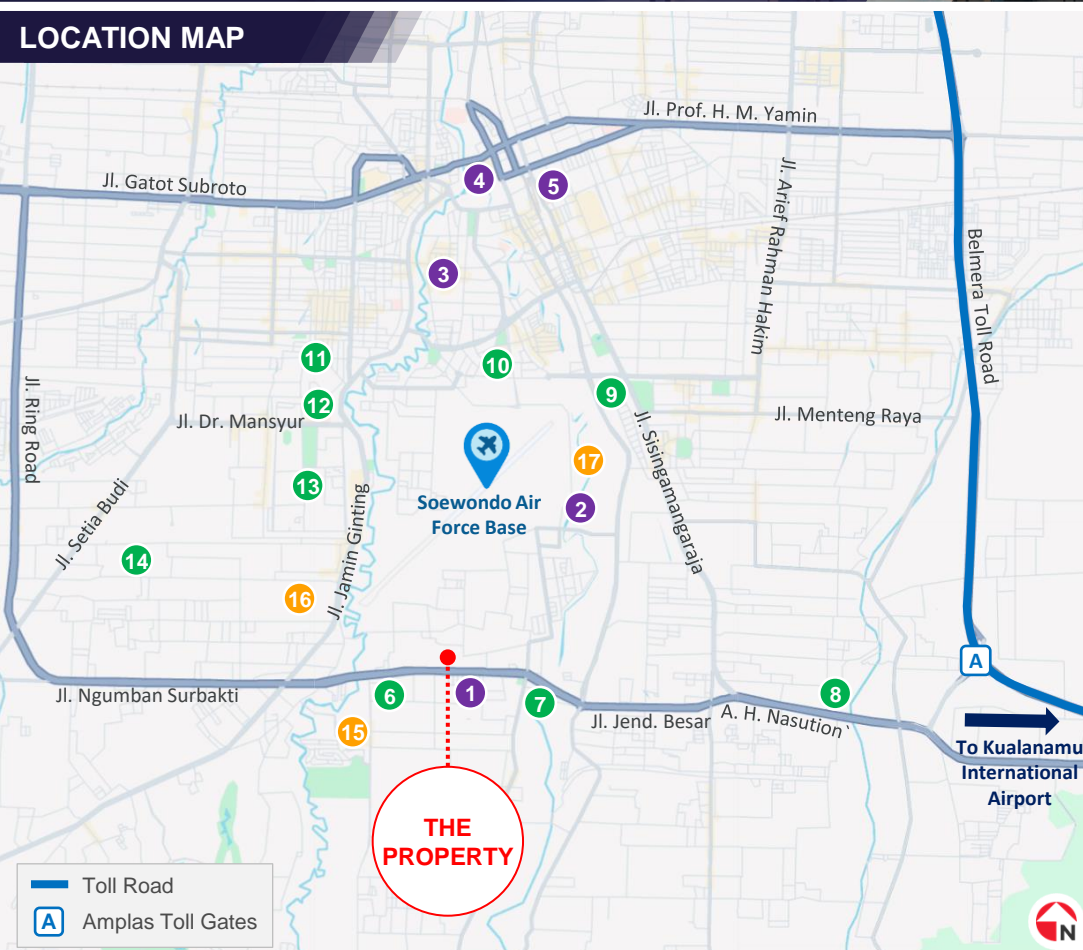 LOCATION MAP
Jl. Prof. H. M. Yamin
Jl. Gatot Subroto
4
5
Jl. Arief Rahman Hakim
3
Belmera Toll Road
11
10
Jl. Ring Road
12
9
Jl. Dr. Mansyur
Jl. Menteng Raya
Jl. Sisingamangaraja
17
13
Soewondo Air
Force Base
2
Jl. Setia Budi
Jl. Jamin Ginting
14
16
A
Jl. Ngumban Surbakti
6
1
7
8
Jl. Jend. Besar
A. H. Nasution`
15
To Kualanamu
International
Airport
THE
PROPERTY
Toll Road
A Amplas Toll Gates
N